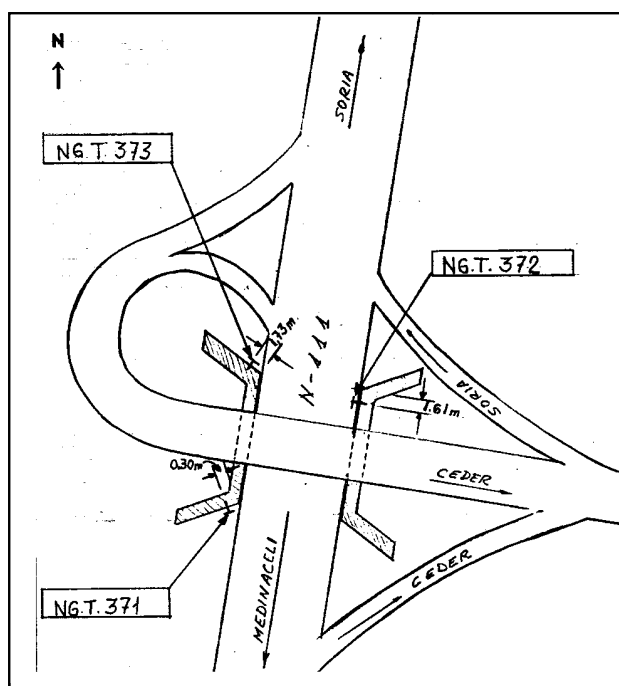 N
SORIA
NG.T. 373
NG.T. 372
1.73m.
N-111
SORIA
1.61m
0.30m
CEDER
NG.T. 371
MEDINACELI
CEDER